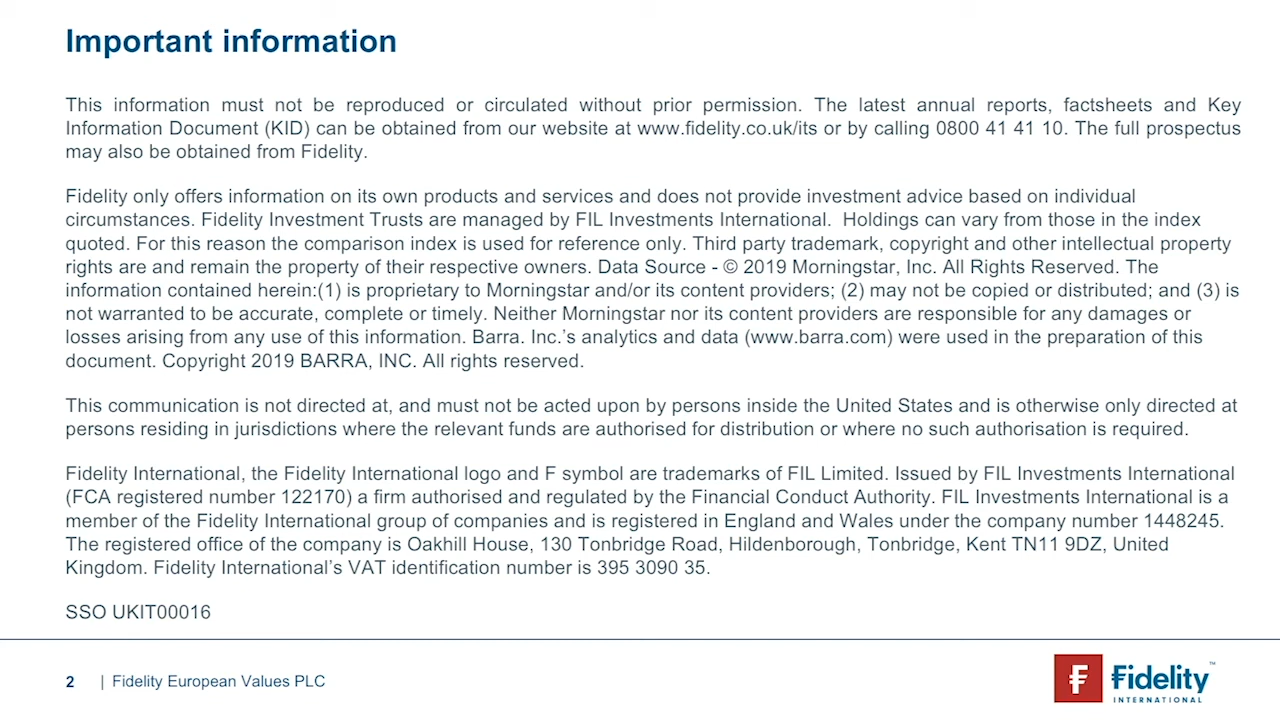 Important information
This information must not be reproduced or circulated without prior permission. The latest annual reports, factsheets and Key
Information Document (KID) can be obtained from our website at www.fidelity.co.uk/its or by calling 0800 41 41 10. The full prospectus
may also be obtained from Fidelity.
Fidelity only offers information on its own products and services and does not provide investment advice based on individual
circumstances. Fidelity Investment Trusts are managed by FIL Investments International.  Holdings can vary from those in the index
quoted. For this reason the comparison index is used for reference only. Third party trademark, copyright and other intellectual property
rights are and remain the property of their respective owners. Data Source - © 2019 Morningstar, Inc. All Rights Reserved. The
information contained herein:(1) is proprietary to Morningstar and/or its content providers; (2) may not be copied or distributed; and (3) is
not warranted to be accurate, complete or timely. Neither Morningstar nor its content providers are responsible for any damages or
losses arising from any use of this information. Barra. Inc.’s analytics and data (www.barra.com) were used in the preparation of this
document. Copyright 2019 BARRA, INC. All rights reserved.
This communication is not directed at, and must not be acted upon by persons inside the United States and is otherwise only directed at
persons residing in jurisdictions where the relevant funds are authorised for distribution or where no such authorisation is required.
Fidelity International, the Fidelity International logo and F symbol are trademarks of FIL Limited. Issued by FIL Investments International
(FCA registered number 122170) a firm authorised and regulated by the Financial Conduct Authority. FIL Investments International is a
member of the Fidelity International group of companies and is registered in England and Wales under the company number 1448245.
The registered office of the company is Oakhill House, 130 Tonbridge Road, Hildenborough, Tonbridge, Kent TN11 9DZ, United
Kingdom. Fidelity International’s VAT identification number is 395 3090 35.
SSO UKIT00016
2 | Fidelity European Values PLC
Fidelity™
INTERNATIONAL